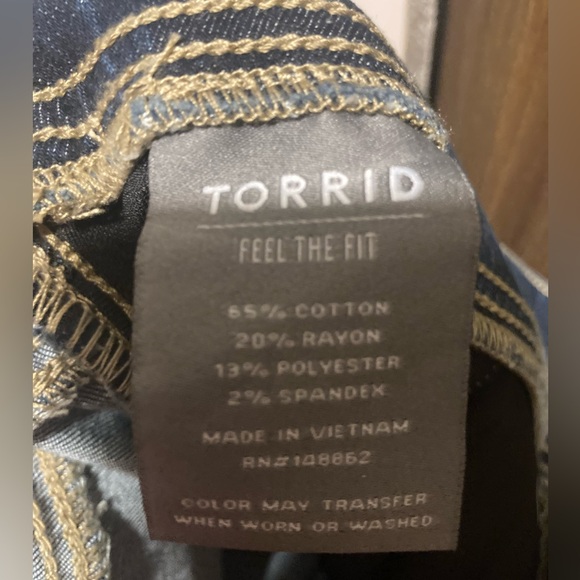 TORRID
FEEL THE FIT
65% COTTON
20% RAYON
13% POLYESTER
2% SPANDEX
MADE IN VIETNAM
RN#148862
COLOR MAY TRANSFER
WHEN WORN OR WASHED